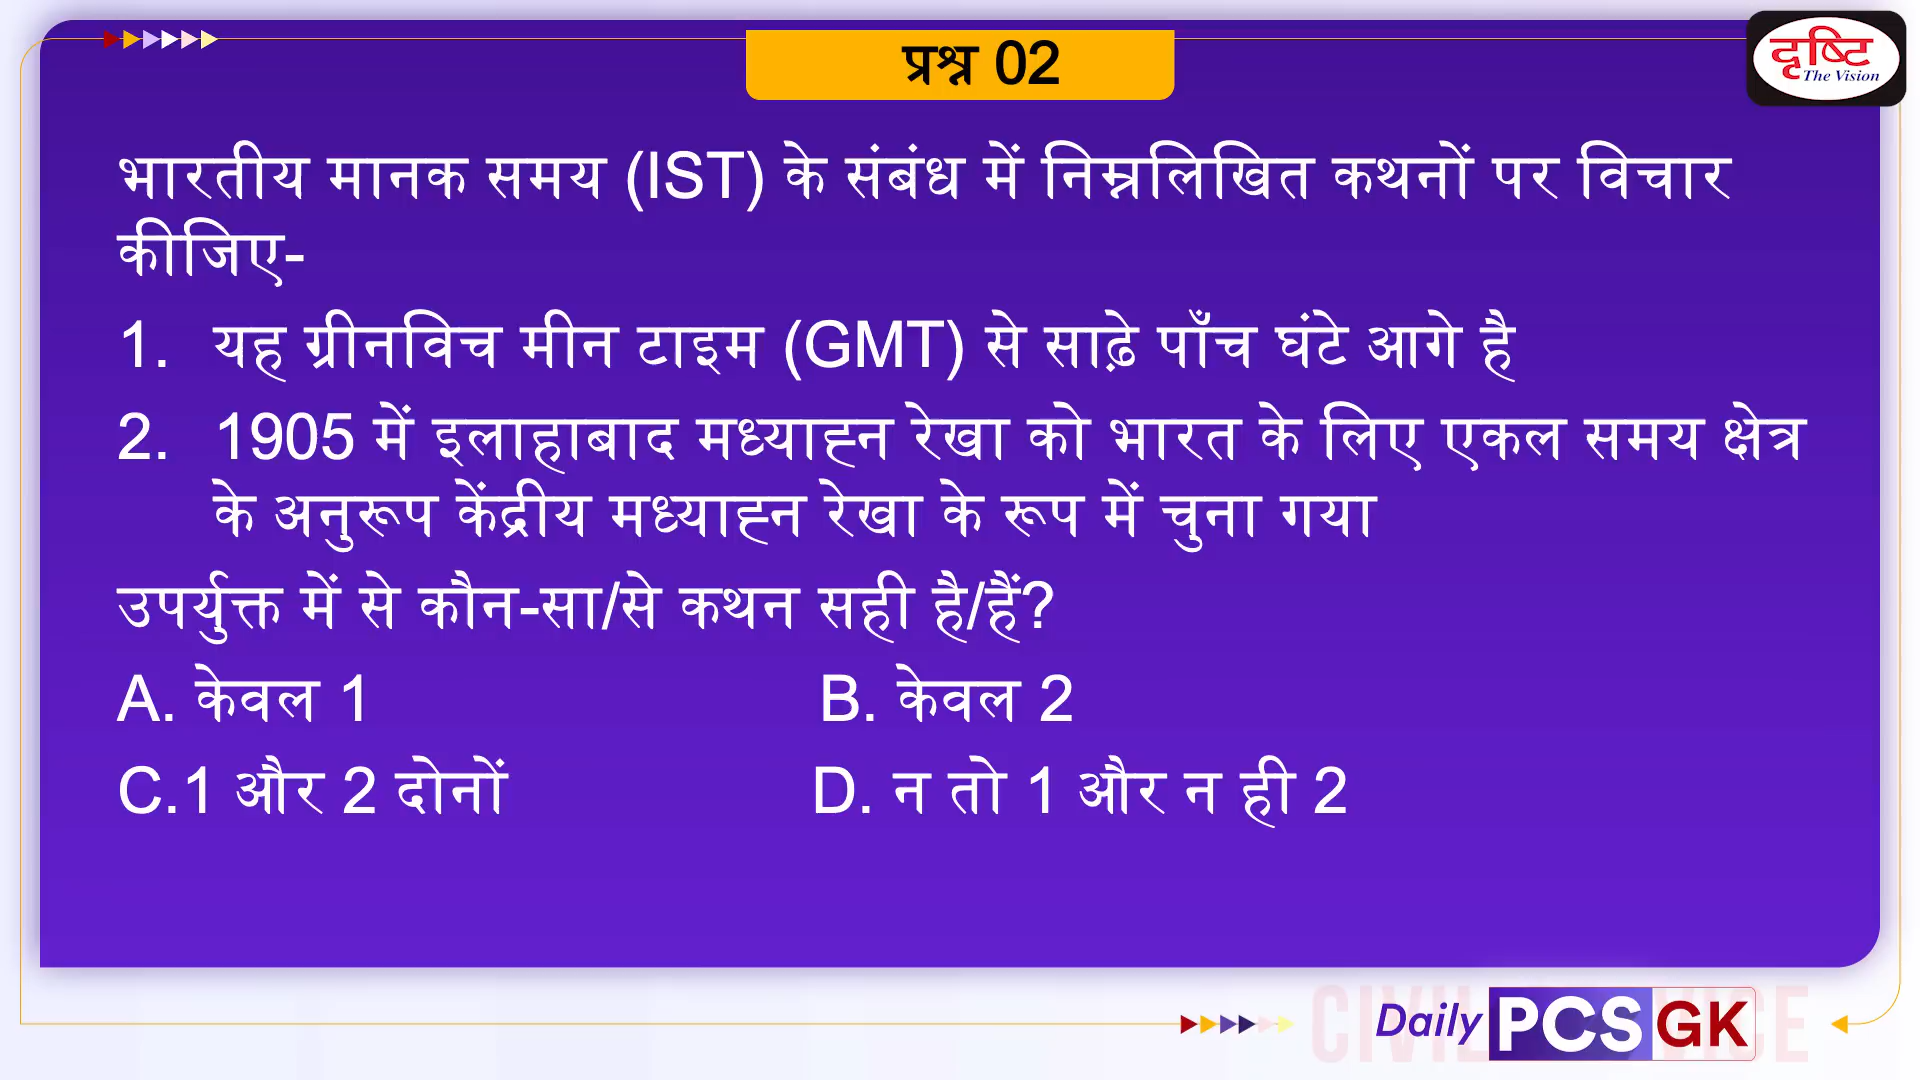 प्रश्न 02
दृष्टि
The Vision
भारतीय मानक समय (IST) के संबंध में निम्नलिखित कथनों पर विचार
कीजिए-
1. यह ग्रीनविच मीन टाइम (GMT) से साढ़े पाँच घंटे आगे है
2. 1905 में इलाहाबाद मध्याह्न रेखा को भारत के लिए एकल समय क्षेत्र
के अनुरूप केंद्रीय मध्याह्न रेखा के रूप में चुना गया
उपर्युक्त में से कौन-सा/से कथन सही है/हैं?
A. केवल 1 B. केवल 2
C.1 और 2 दोनों D. न तो 1 और न ही 2
Daily PCS GK